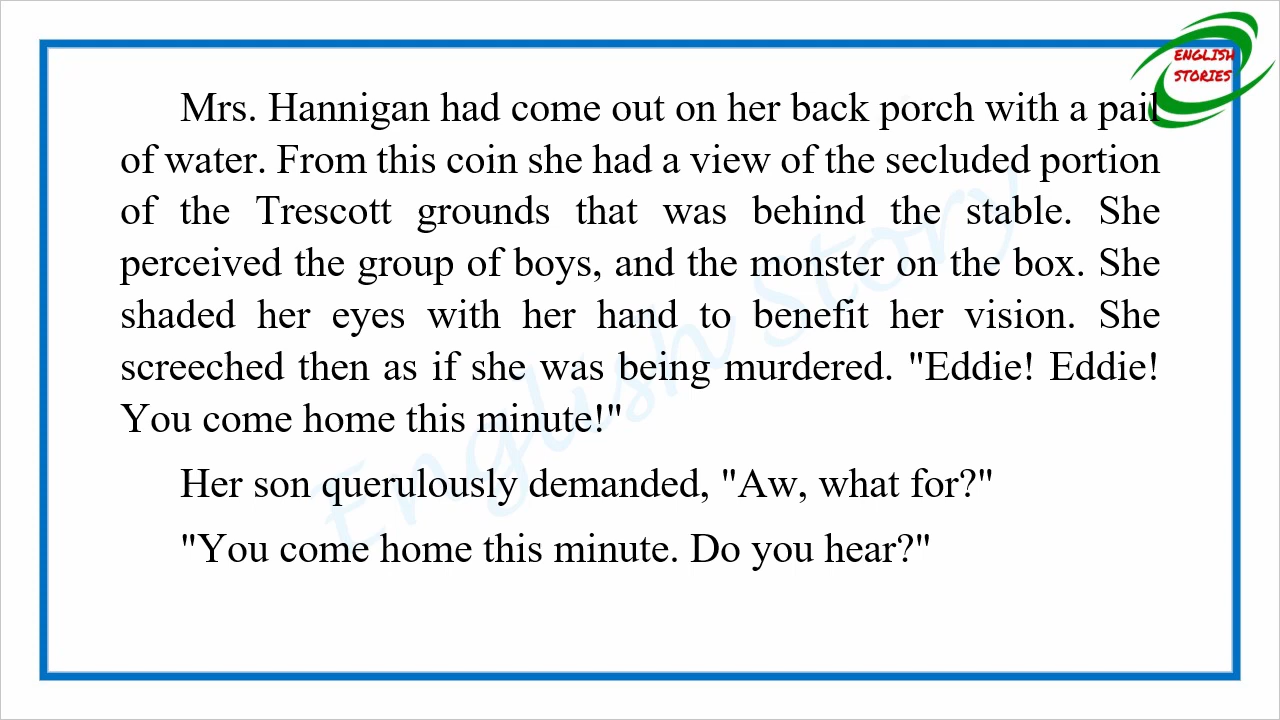 ENGLISH
STORIES
Mrs. Hannigan had come out on her back porch with a pail
of water. From this coin she had a view of the secluded portion
of the Trescott grounds that was behind the stable. She
perceived the group of boys, and the monster on the box. She
shaded her eyes with her hand to benefit her vision. She
screeched then as if she was being murdered. "Eddie! Eddie!
You come home this minute!"
Her son querulously demanded, "Aw, what for?"
"You come home this minute. Do you hear?"
English Story